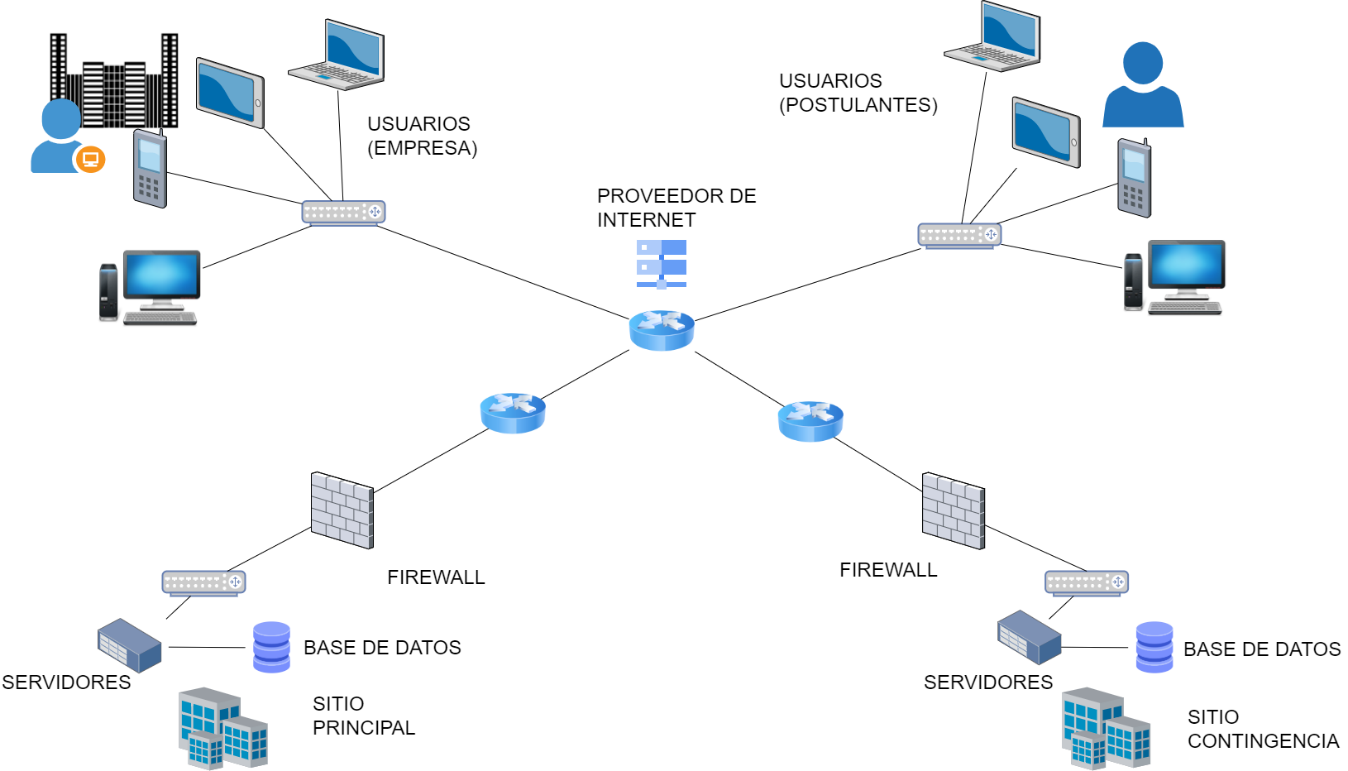 USUARIOS
(EMPRESA)
USUARIOS
(POSTULANTES)
PROVEEDOR DE
INTERNET
FIREWALL
FIREWALL
BASE DE DATOS
SERVIDORES
SITIO
PRINCIPAL
BASE DE DATOS
SERVIDORES
SITIO
CONTINGENCIA